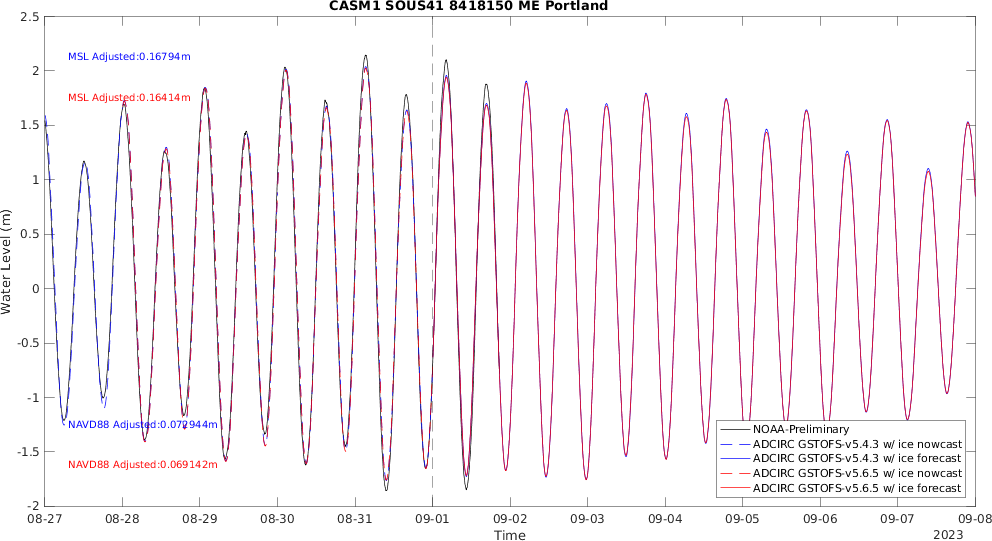 CASM1 SOUS41 8418150 ME Portland
2.5
2
1.5
1
0.5
0
-0.5
-1
-1.5
-2
Water Level (m)
MSL Adjusted:0.16794m
MSL Adjusted:0.16414m
NAVD88 Adjusted:0.072944m
NAVD88 Adjusted:0.069142m
NOAA-Preliminary
ADCIRC GSTOFS-v5.4.3 w/ ice nowcast
ADCIRC GSTOFS-v5.4.3 w/ ice forecast
ADCIRC GSTOFS-v5.6.5 w/ ice nowcast
ADCIRC GSTOFS-v5.6.5 w/ ice forecast
08-27 08-28 08-29 08-30 08-31 09-01 09-02 09-03 09-04 09-05 09-06 09-07 09-08
Time
2023